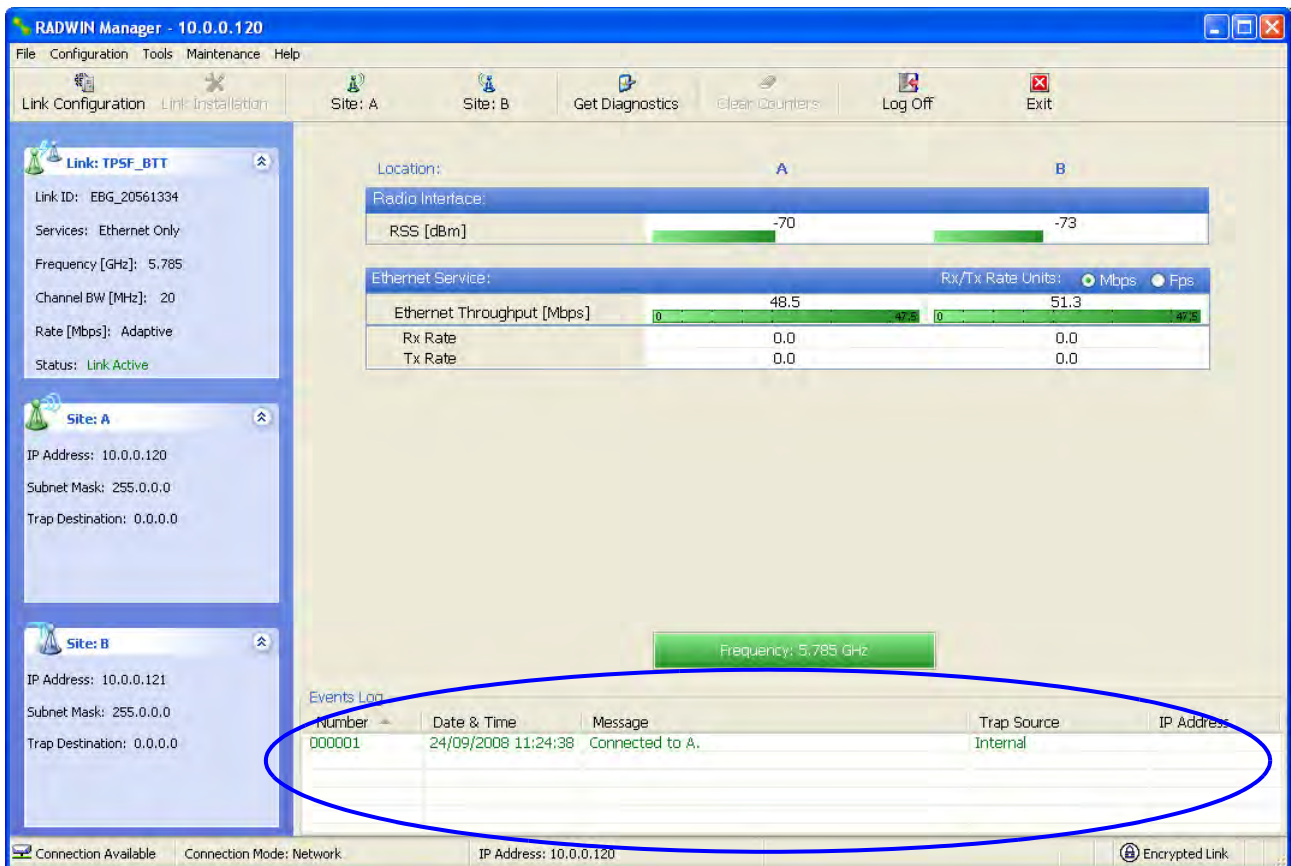 RADWIN Manager - 10.0.0.120
File Configuration Tools Maintenance Help
Link Configuration Link Installation Site: A Site: B Get Diagnostics Clear Counters Log Off Exit
Link: TPSF_BTT
Link ID: EBG_20561334
Services: Ethernet Only
Frequency [GHz]: 5.785
Channel BW [MHz]: 20
Rate [Mbps]: Adaptive
Status: Link Active
Site: A
IP Address: 10.0.0.120
Subnet Mask: 255.0.0.0
Trap Destination: 0.0.0.0
Site: B
IP Address: 10.0.0.121
Subnet Mask: 255.0.0.0
Trap Destination: 0.0.0.0
Location: A B
Radio Interface:
RSS [dBm] -70 -73
Ethernet Service: Rx/Tx Rate Units: Mbps Fps
Ethernet Throughput [Mbps] 48.5 51.3
0 47.5 0 47.5
Rx Rate 0.0 0.0
Tx Rate 0.0 0.0
Frequency: 5.785 GHz
Events Log
Number Date & Time Message Trap Source IP Address
000001 24/09/2008 11:24:38 Connected to A. Internal
Connection Available Connection Mode: Network IP Address: 10.0.0.120 Encrypted Link